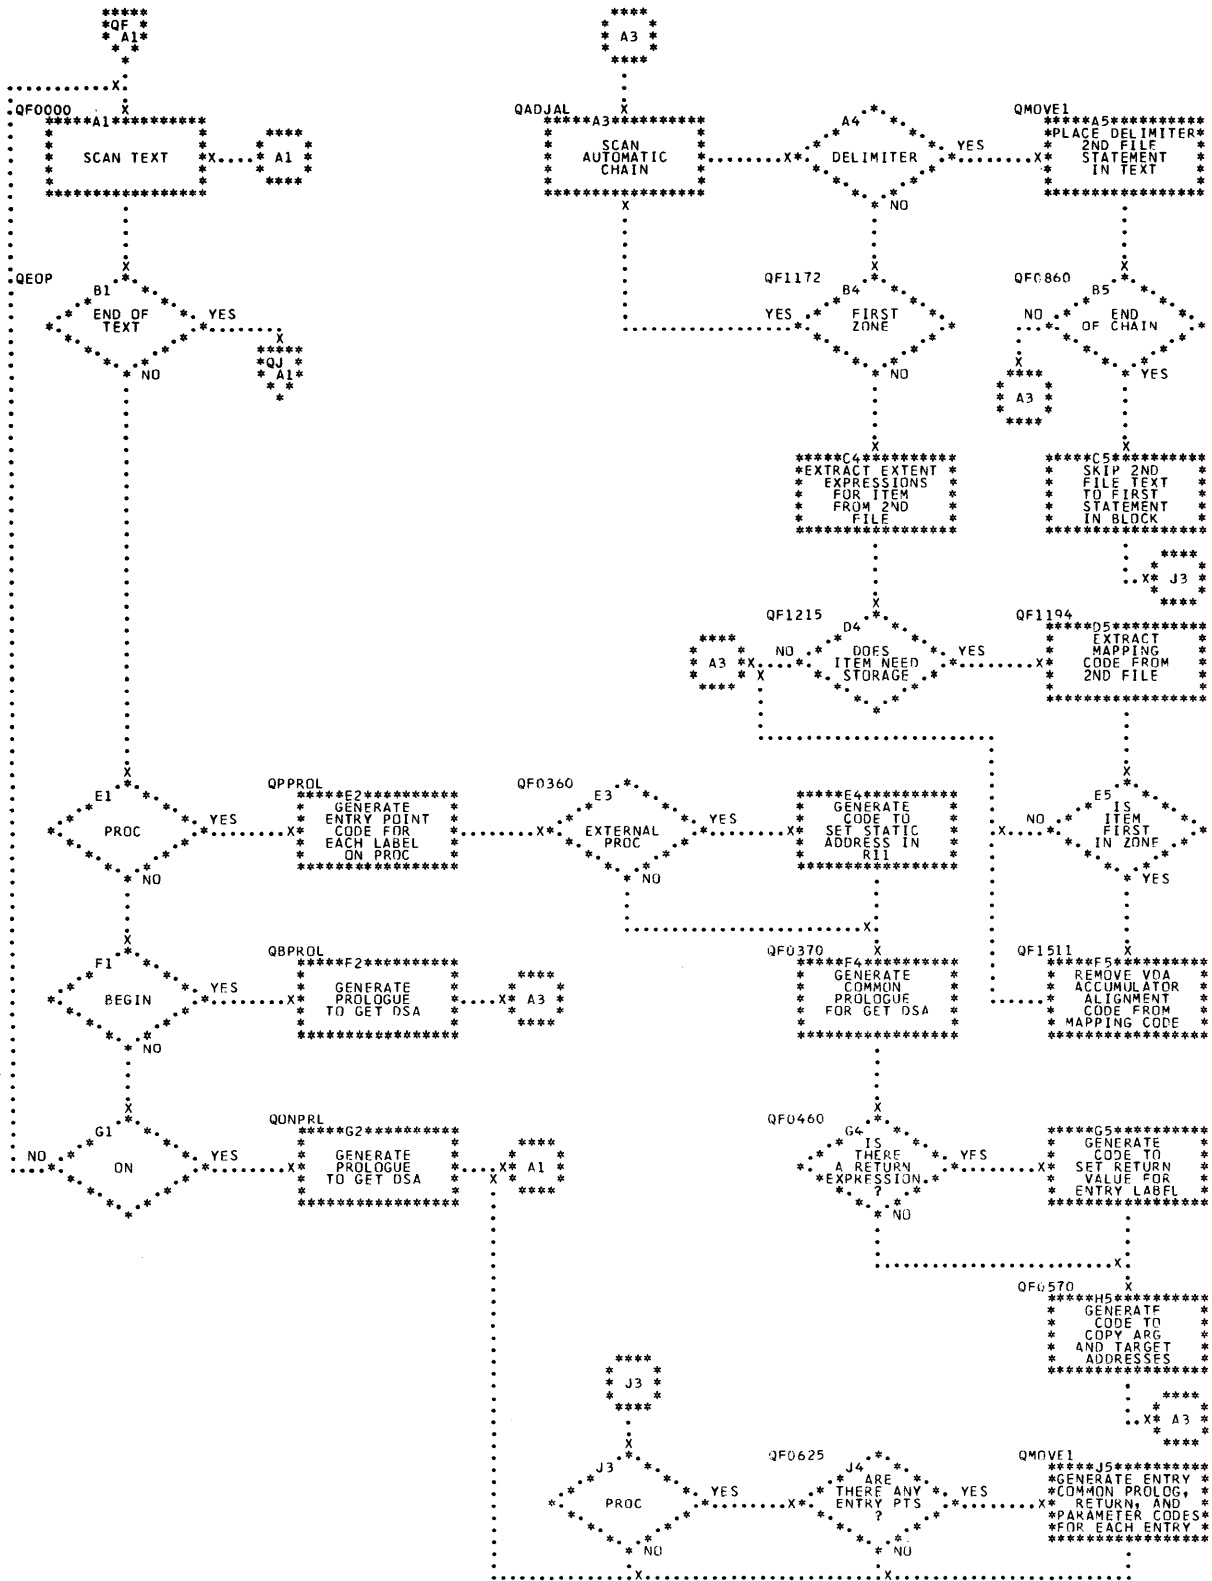 QF
A1
A3
QF0000
A1
SCAN TEXT
A1
QADJAL
A3
SCAN
AUTOMATIC
CHAIN
A4
DELIMITER
YES
NO
QMOVE1
A5
PLACE DELIMITER
2ND FILE
STATEMENT
IN TEXT
QEOP
B1
END OF
TEXT
YES
NO
QJ
A1
QF1172
B4
YES
FIRST
ZONE
NO
QF0860
B5
NO
END
OF CHAIN
YES
A3
C4
EXTRACT EXTENT
EXPRESSIONS
FOR ITEM
FROM 2ND
FILE
C5
SKIP 2ND
FILE TEXT
TO FIRST
STATEMENT
IN BLOCK
J3
QF1215
D4
A3
NO
DOES
ITEM NEED
STORAGE
YES
QF1194
D5
EXTRACT
MAPPING
CODE FROM
2ND FILE
E1
PROC
YES
NO
QPPROL
E2
GENERATE
ENTRY POINT
CODE FOR
EACH LABEL
ON PROC
QF0360
E3
EXTERNAL
PROC
YES
NO
E4
GENERATE
CODE TO
SET STATIC
ADDRESS IN
R11
E5
NO
IS
ITEM
FIRST
IN ZONE
YES
F1
BEGIN
YES
NO
QBPROL
F2
GENERATE
PROLOGUE
TO GET DSA
A3
QF0370
F4
GENERATE
COMMON
PROLOGUE
FOR GET DSA
QF1511
F5
REMOVE VDA
ACCUMULATOR
ALIGNMENT
CODE FROM
MAPPING CODE
G1
NO
ON
YES
QONPRL
G2
GENERATE
PROLOGUE
TO GET DSA
A1
QF0460
G4
IS
THERE
A RETURN
EXPRESSION
?
YES
NO
G5
GENERATE
CODE TO
SET RETURN
VALUE FOR
ENTRY LABEL
QF0570
H5
GENERATE
CODE TO
COPY ARG
AND TARGET
ADDRESSES
A3
J3
J3
PROC
YES
NO
QF0625
J4
ARE
THERE ANY
ENTRY PTS
?
YES
NO
QMOVE1
J5
GENERATE ENTRY
COMMON PROLOG,
RETURN, AND
PARAMETER CODES
FOR EACH ENTRY